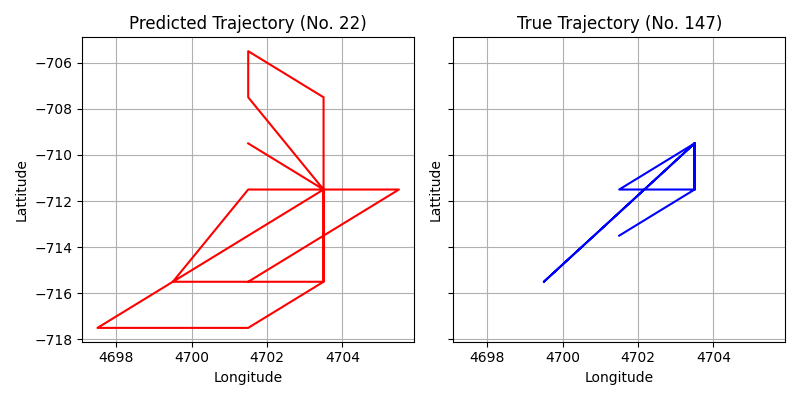 Predicted Trajectory (No. 22)
True Trajectory (No. 147)
Lattitude
−706
−708
−710
−712
−714
−716
−718
4698
4700
4702
4704
Longitude
Lattitude
4698
4700
4702
4704
Longitude